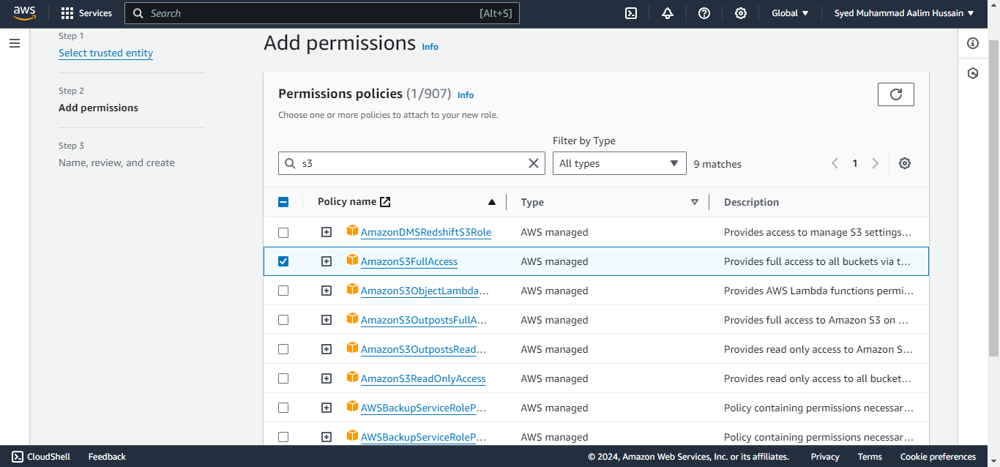 aws
Services
Search
[Alt+S]
Global
Syed Muhammad Aalim Hussain
Step 1
Select trusted entity
Step 2
Add permissions
Step 3
Name, review, and create
Add permissions Info
Permissions policies (1/907) Info
Choose one or more policies to attach to your new role.
Filter by Type
s3
All types
9 matches
1
Policy name Type Description
AmazonDMSRedshiftS3Role AWS managed Provides access to manage S3 settings...
AmazonS3FullAccess AWS managed Provides full access to all buckets via t...
AmazonS3ObjectLambda... AWS managed Provides AWS Lambda functions permi...
AmazonS3OutpostsFullA... AWS managed Provides full access to Amazon S3 on ...
AmazonS3OutpostsRead... AWS managed Provides read only access to Amazon S...
AmazonS3ReadOnlyAccess AWS managed Provides read only access to all bucket...
AWSBackupServiceRoleP... AWS managed Policy containing permissions necessar...
AWSBackupServiceRoleP... AWS managed Policy containing permissions necessar...
CloudShell Feedback © 2024, Amazon Web Services, Inc. or its affiliates. Privacy Terms Cookie preferences